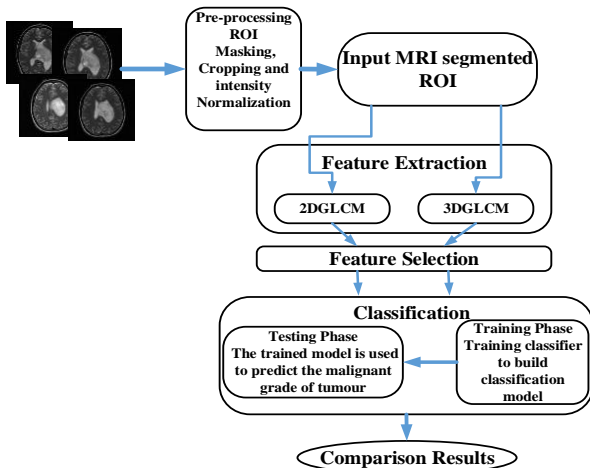 Pre-processing
ROI
Masking,
Cropping and
intensity
Normalization
Input MRI segmented
ROI
Feature Extraction
2DGLCM
3DGLCM
Feature Selection
Classification
Testing Phase
The trained model is used
to predict the malignant
grade of tumour
Training Phase
Training classifier
to build
classification
model
Comparison Results